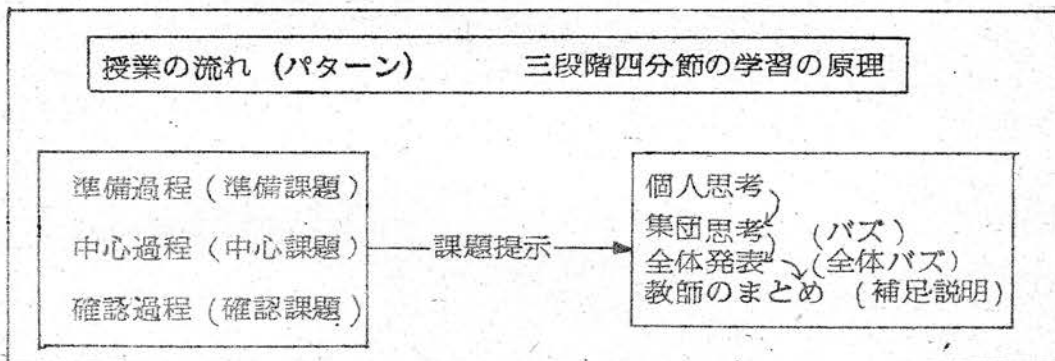 授業の流れ（パターン）　三段階四分節の学習の原理
準備過程（準備課題）
中心過程（中心課題）
確認過程（確認課題）
課題提示
個人思考
集団思考（バズ）
全体発表（全体バズ）
教師のまとめ（補足説明）